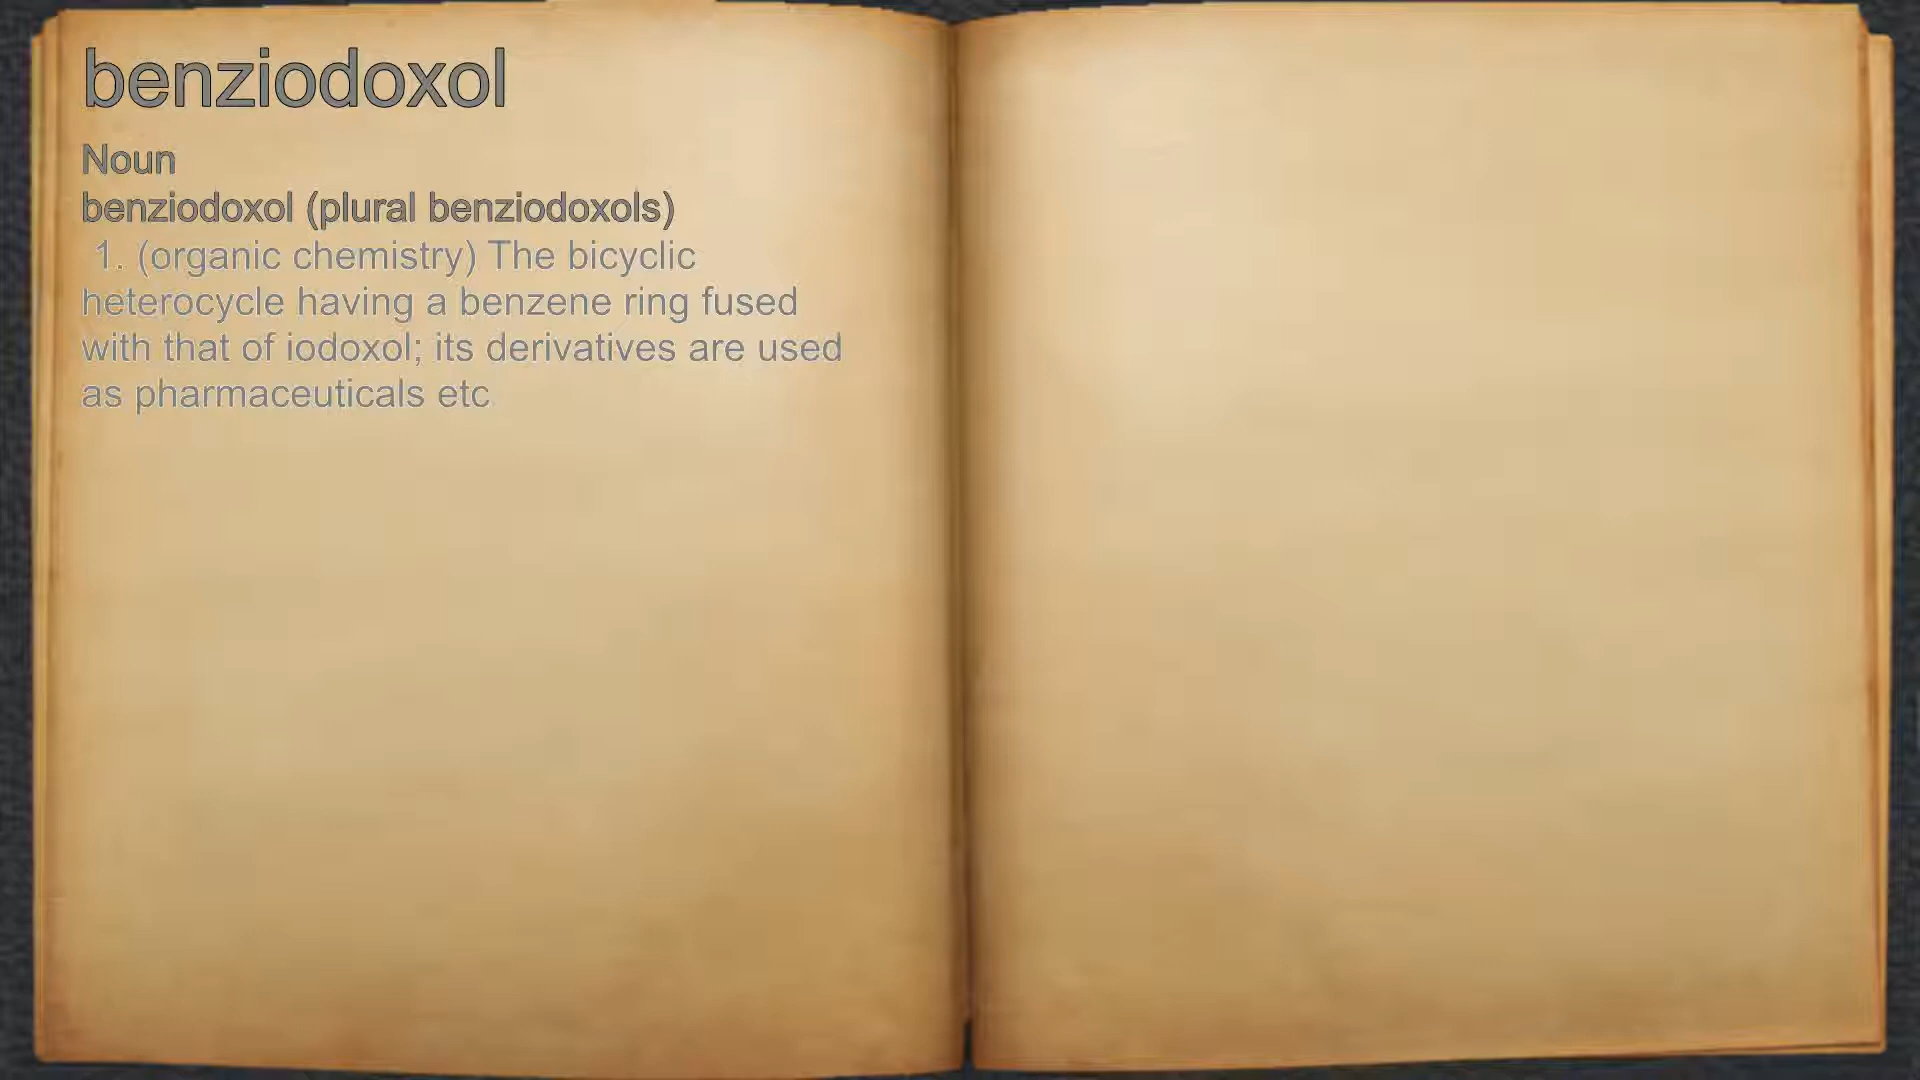 benziodoxol
Noun
benziodoxol (plural benziodoxols)
1. (organic chemistry) The bicyclic
heterocycle having a benzene ring fused
with that of iodoxol; its derivatives are used
as pharmaceuticals etc